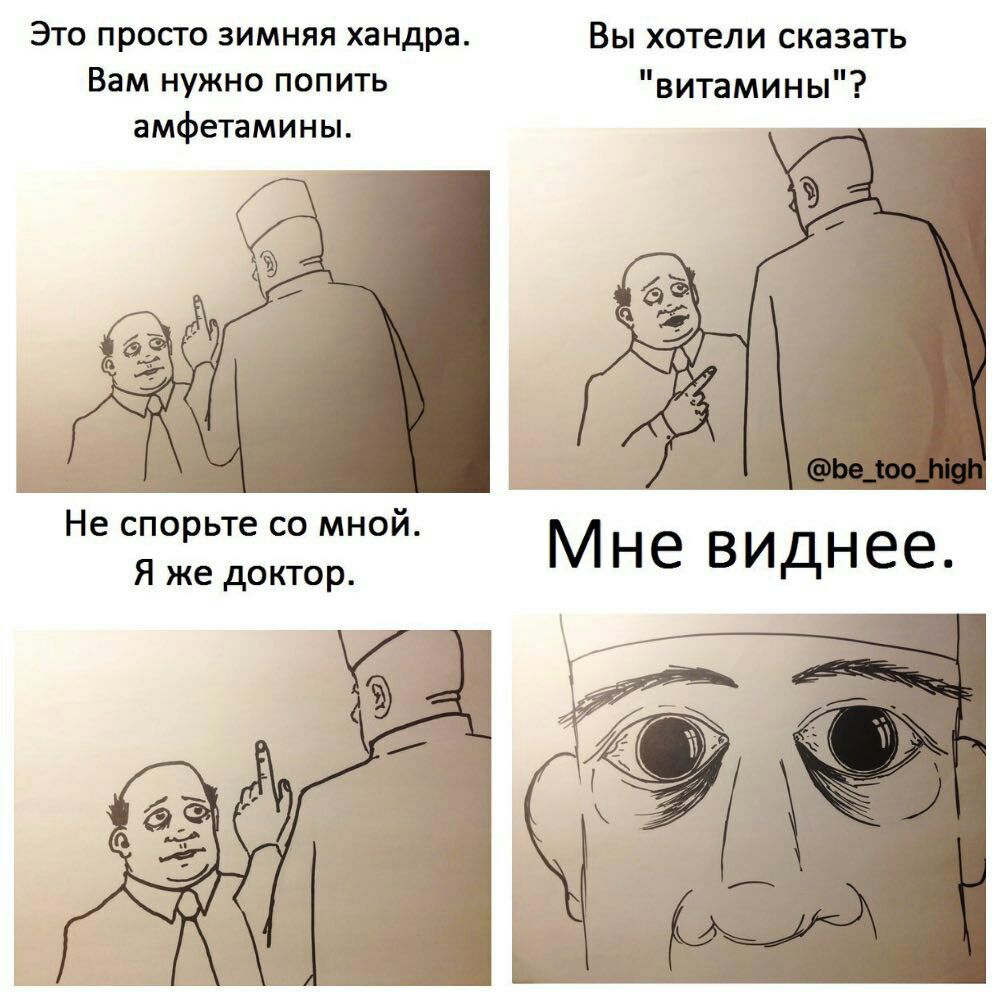 Это просто зимняя хандра.
Вам нужно попить
амфетамины.
Вы хотели сказать
"витамины"?
@be_too_high
Не спорьте со мной.
Я же доктор.
Мне виднее.